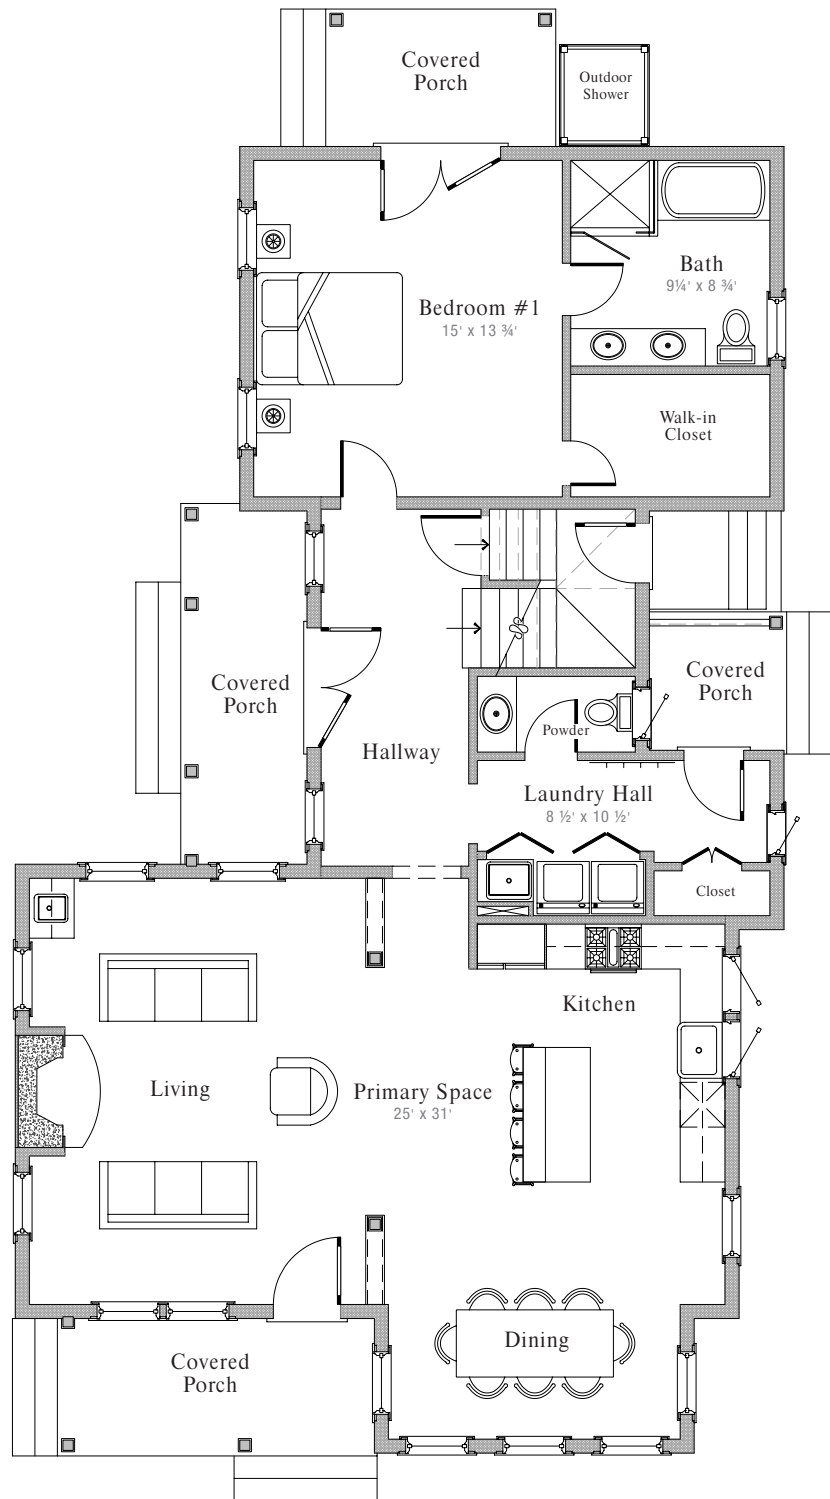 Covered
Porch
Outdoor
Shower
Bath
9¼' x 8 ¾'
Bedroom #1
15' x 13 ¾'
Walk-in
Closet
Covered
Porch
Covered
Porch
Powder
Hallway
Laundry Hall
8 ½' x 10 ½'
Closet
Kitchen
Living
Primary Space
25' x 31'
Dining
Covered
Porch